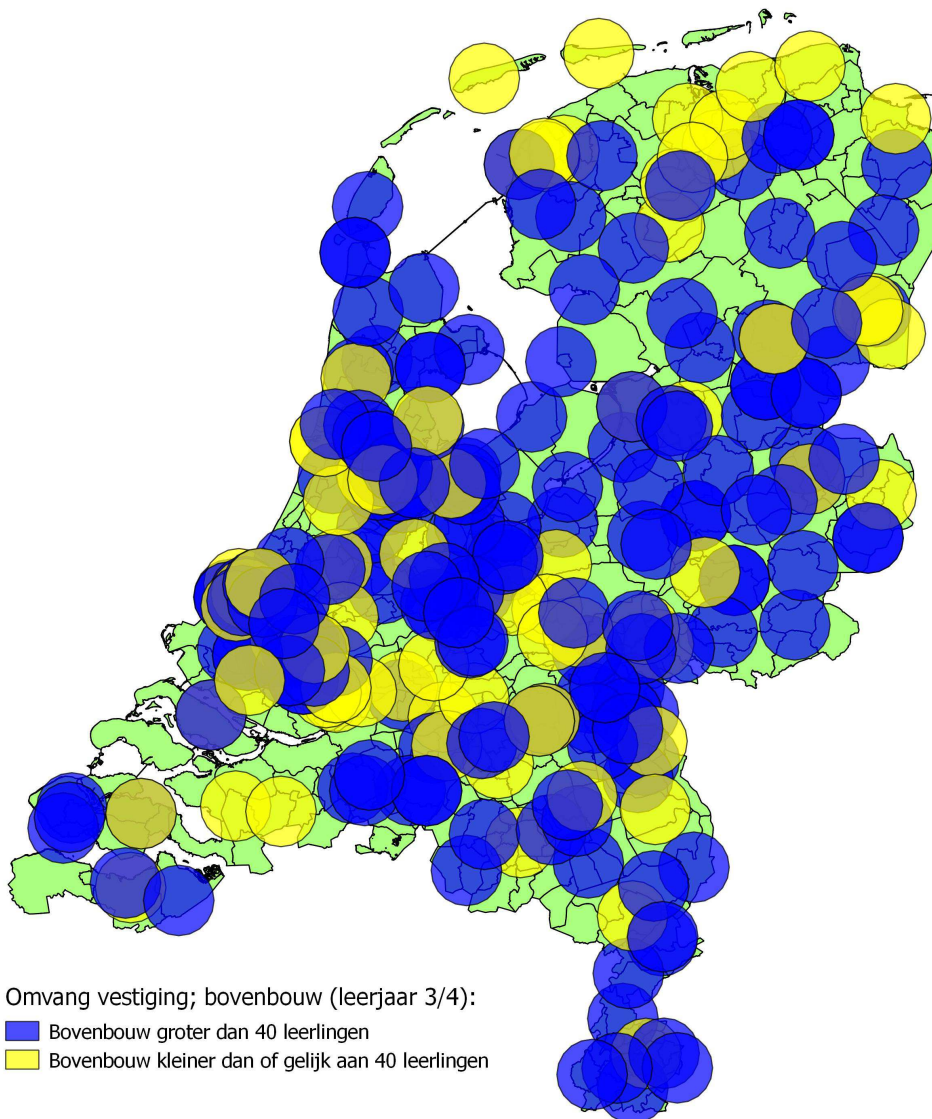 Omvang vestiging; bovenbouw (leerjaar 3/4):
Bovenbouw groter dan 40 leerlingen
Bovenbouw kleiner dan of gelijk aan 40 leerlingen